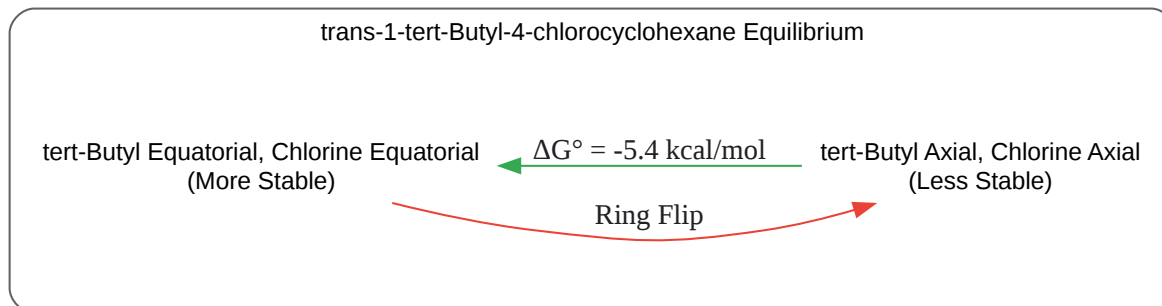 trans-1-tert-Butyl-4-chlorocyclohexane Equilibrium
tert-Butyl Equatorial, Chlorine Equatorial
(More Stable)
ΔG° = -5.4 kcal/mol
tert-Butyl Axial, Chlorine Axial
(Less Stable)
Ring Flip